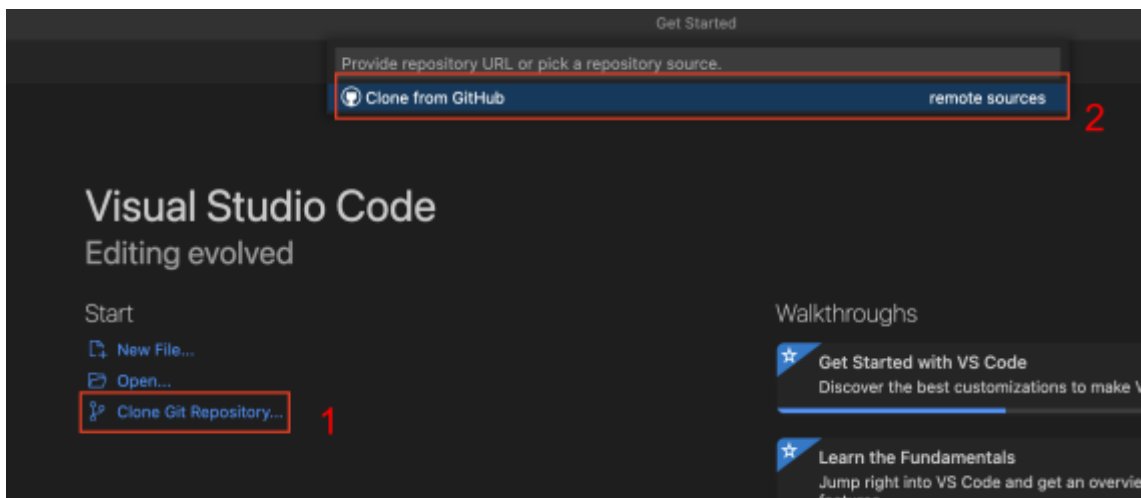 Get Started
Provide repository URL or pick a repository source.
Clone from GitHub remote sources
2
Visual Studio Code
Editing evolved
Start
New File...
Open...
Clone Git Repository...
1
Walkthroughs
Get Started with VS Code
Discover the best customizations to make V
Learn the Fundamentals
Jump right into VS Code and get an overvie